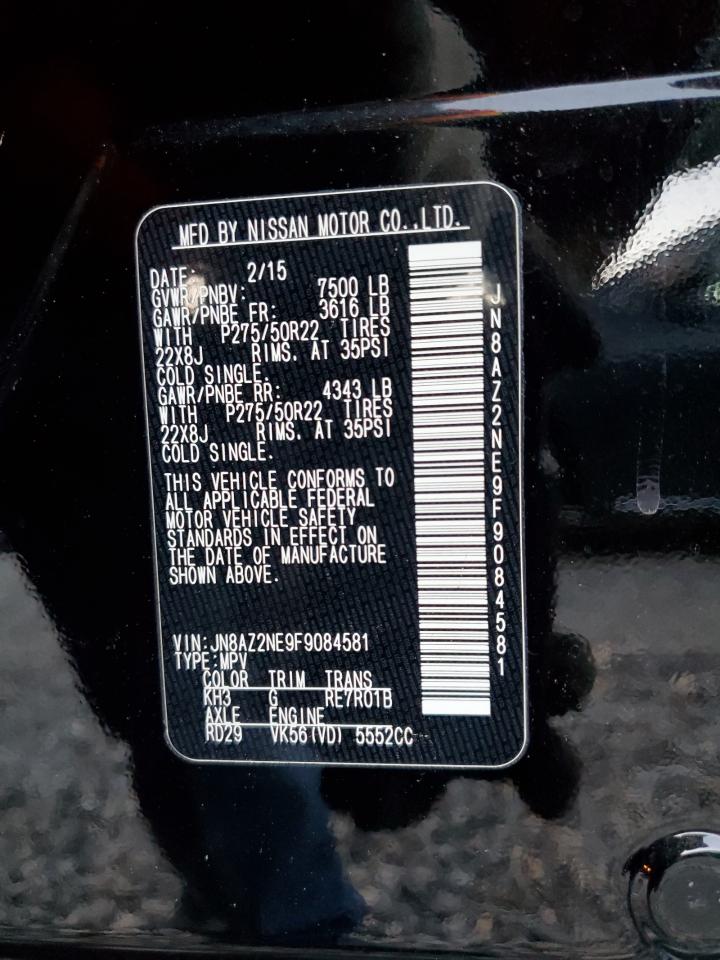 MFD BY NISSAN MOTOR CO.,LTD.
DATE: 2/15
GVWR/PNBV: 7500 LB
GAWR/PNBE FR: 3616 LB
WITH P275/50R22 TIRES
22X8J RIMS. AT 35PSI
COLD SINGLE.
GAWR/PNBE RR: 4343 LB
WITH P275/50R22 TIRES
22X8J RIMS. AT 35PSI
COLD SINGLE.
THIS VEHICLE CONFORMS TO
ALL APPLICABLE FEDERAL
MOTOR VEHICLE SAFETY
STANDARDS IN EFFECT ON
THE DATE OF MANUFACTURE
SHOWN ABOVE.
VIN:JN8AZ2NE9F9084581
TYPE:MPV
COLOR TRIM TRANS
KH3 G RE7R01B
AXLE ENGINE
RD29 VK56(VD) 5552CC
JN8AZ2NE9F9084581